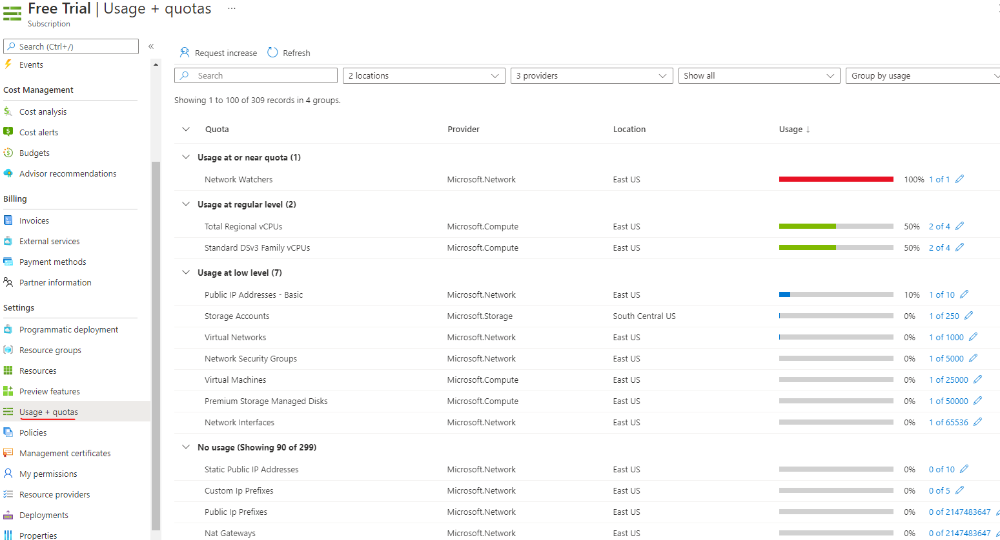 Free Trial | Usage + quotas ...
Subscription
Search (Ctrl+/)
«
Events
Cost Management
Cost analysis
Cost alerts
Budgets
Advisor recommendations
Billing
Invoices
External services
Payment methods
Partner information
Settings
Programmatic deployment
Resource groups
Resources
Preview features
Usage + quotas
Policies
Management certificates
My permissions
Resource providers
Deployments
Properties
Request increase Refresh
Search 2 locations 3 providers Show all Group by usage
Showing 1 to 100 of 309 records in 4 groups.
Quota Provider Location Usage ↓
Usage at or near quota (1)
Network Watchers Microsoft.Network East US 100% 1 of 1
Usage at regular level (2)
Total Regional vCPUs Microsoft.Compute East US 50% 2 of 4
Standard DSv3 Family vCPUs Microsoft.Compute East US 50% 2 of 4
Usage at low level (7)
Public IP Addresses - Basic Microsoft.Network East US 10% 1 of 10
Storage Accounts Microsoft.Storage South Central US 0% 1 of 250
Virtual Networks Microsoft.Network East US 0% 1 of 1000
Network Security Groups Microsoft.Network East US 0% 1 of 5000
Virtual Machines Microsoft.Compute East US 0% 1 of 25000
Premium Storage Managed Disks Microsoft.Compute East US 0% 1 of 50000
Network Interfaces Microsoft.Network East US 0% 1 of 65536
No usage (Showing 90 of 299)
Static Public IP Addresses Microsoft.Network East US 0% 0 of 10
Custom Ip Prefixes Microsoft.Network East US 0% 0 of 5
Public Ip Prefixes Microsoft.Network East US 0% 0 of 2147483647
Nat Gateways Microsoft.Network East US 0% 0 of 2147483647